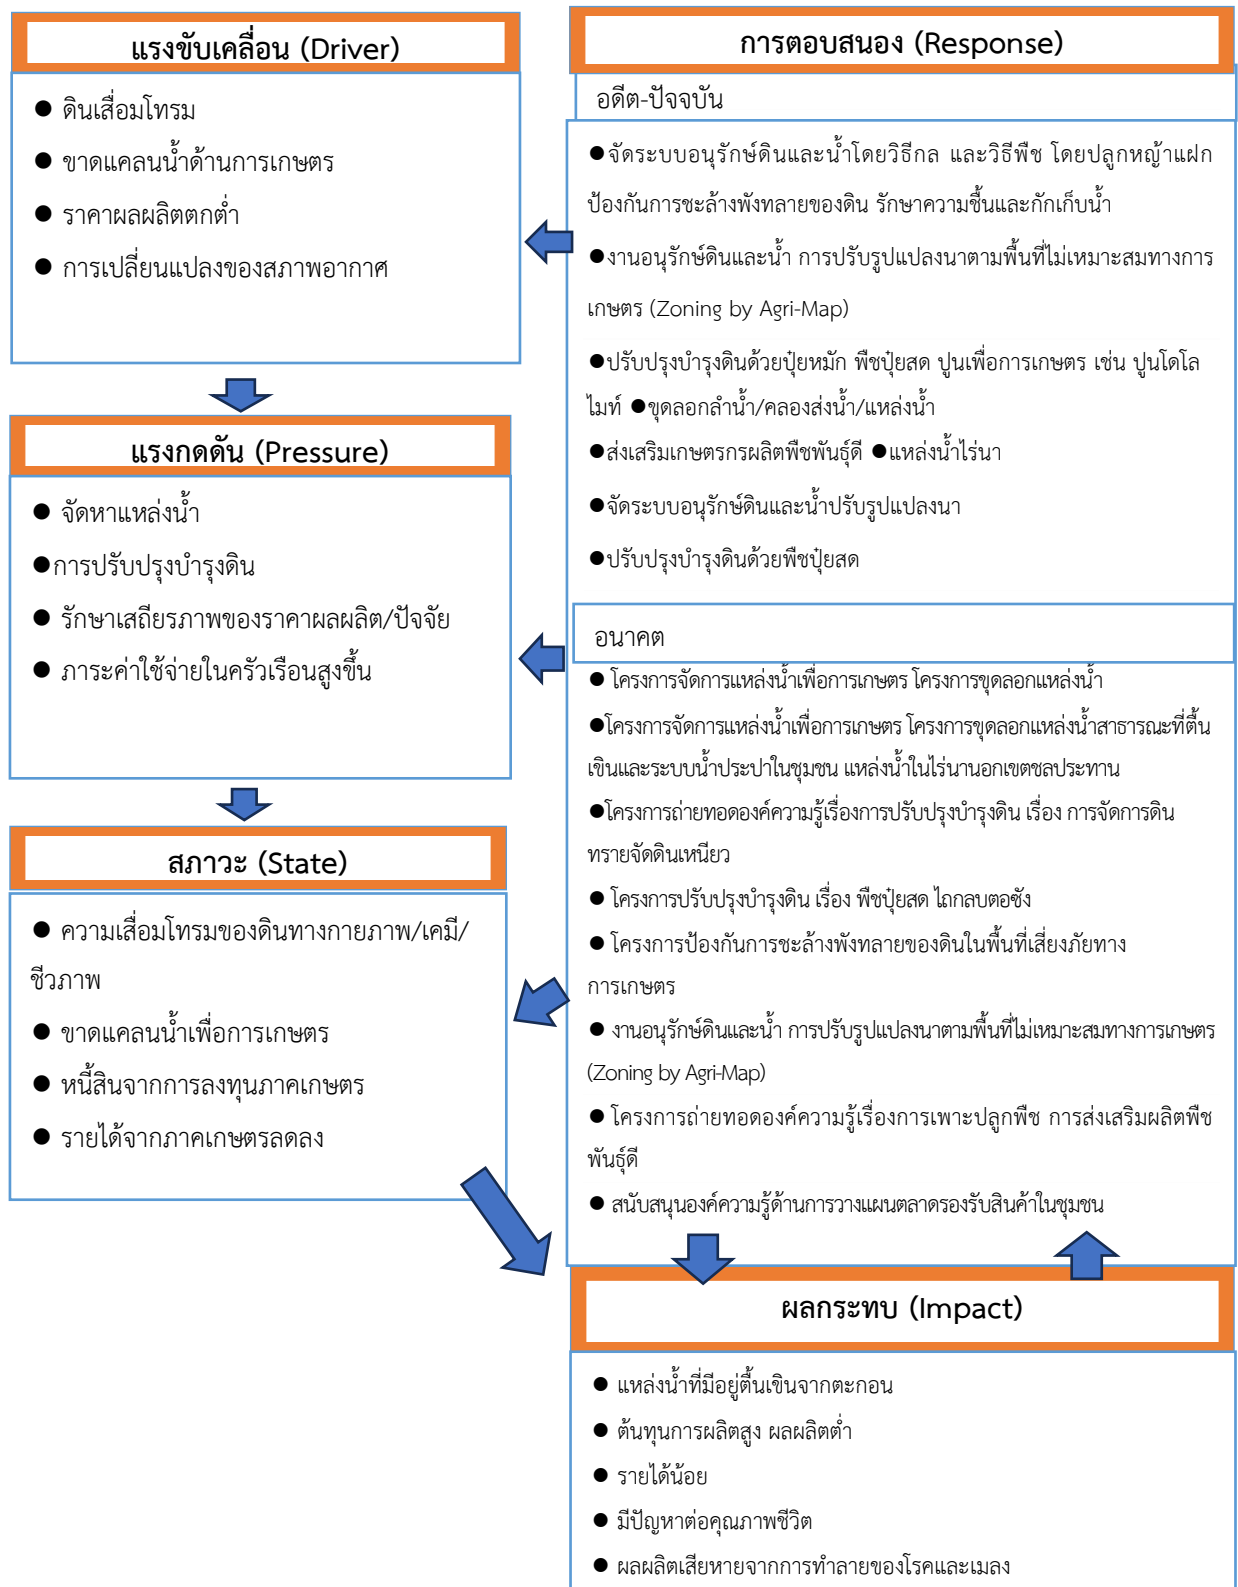 แรงขับเคลื่อน (Driver)
● ดินเสื่อมโทรม
● ขาดแคลนน้ำด้านการเกษตร
● ราคาผลผลิตตกต่ำ
● การเปลี่ยนแปลงของสภาพอากาศ
แรงกดดัน (Pressure)
● จัดหาแหล่งน้ำ
●การปรับปรุงบำรุงดิน
● รักษาเสถียรภาพของราคาผลผลิต/ปัจจัย
● ภาระค่าใช้จ่ายในครัวเรือนสูงขึ้น
สภาวะ (State)
● ความเสื่อมโทรมของดินทางกายภาพ/เคมี/
ชีวภาพ
● ขาดแคลนน้ำเพื่อการเกษตร
● หนี้สินจากการลงทุนภาคเกษตร
● รายได้จากภาคเกษตรลดลง
การตอบสนอง (Response)
อดีต-ปัจจุบัน
●จัดระบบอนุรักษ์ดินและน้ำโดยวิธีกล และวิธีพืช โดยปลูกหญ้าแฝก
ป้องกันการชะล้างพังทลายของดิน รักษาความชื้นและกักเก็บน้ำ
●งานอนุรักษ์ดินและน้ำ การปรับรูปแปลงนาตามพื้นที่ไม่เหมาะสมทางการ
เกษตร (Zoning by Agri-Map)
●ปรับปรุงบำรุงดินด้วยปุ๋ยหมัก พืชปุ๋ยสด ปูนเพื่อการเกษตร เช่น ปูนโดโล
ไมท์ ●ขุดลอกลำน้ำ/คลองส่งน้ำ/แหล่งน้ำ
●ส่งเสริมเกษตรกรผลิตพืชพันธุ์ดี ●แหล่งน้ำไร่นา
●จัดระบบอนุรักษ์ดินและน้ำปรับรูปแปลงนา
●ปรับปรุงบำรุงดินด้วยพืชปุ๋ยสด
อนาคต
● โครงการจัดการแหล่งน้ำเพื่อการเกษตร โครงการขุดลอกแหล่งน้ำ
●โครงการจัดการแหล่งน้ำเพื่อการเกษตร โครงการขุดลอกแหล่งน้ำสาธารณะที่ตื้น
เขินและระบบน้ำประปาในชุมชน แหล่งน้ำในไร่นานอกเขตชลประทาน
●โครงการถ่ายทอดองค์ความรู้เรื่องการปรับปรุงบำรุงดิน เรื่อง การจัดการดิน
ทรายจัดดินเหนียว
● โครงการปรับปรุงบำรุงดิน เรื่อง พืชปุ๋ยสด ไถกลบตอซัง
● โครงการป้องกันการชะล้างพังทลายของดินในพื้นที่เสี่ยงภัยทาง
การเกษตร
● งานอนุรักษ์ดินและน้ำ การปรับรูปแปลงนาตามพื้นที่ไม่เหมาะสมทางการเกษตร
(Zoning by Agri-Map)
● โครงการถ่ายทอดองค์ความรู้เรื่องการเพาะปลูกพืช การส่งเสริมผลิตพืช
พันธุ์ดี
● สนับสนุนองค์ความรู้ด้านการวางแผนตลาดรองรับสินค้าในชุมชน
ผลกระทบ (Impact)
● แหล่งน้ำที่มีอยู่ตื้นเขินจากตะกอน
● ต้นทุนการผลิตสูง ผลผลิตต่ำ
● รายได้น้อย
● มีปัญหาต่อคุณภาพชีวิต
● ผลผลิตเสียหายจากการทำลายของโรคและเมลง